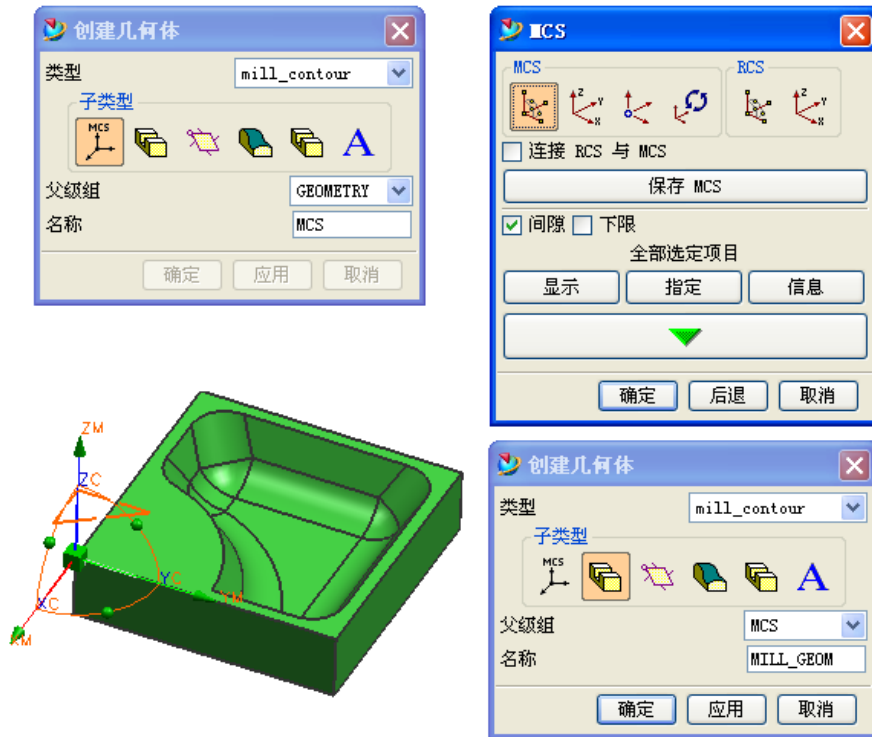 创建几何体
类型 mill_contour
子类型
MCS
A
父级组 GEOMETRY
名称 MCS
确定 应用 取消
MCS
MCS RCS
Z Y X
Z Y X
连接 RCS 与 MCS
保存 MCS
间隙 下限
全部选定项目
显示 指定 信息
确定 后退 取消
ZM
ZC
YC
XC
创建几何体
类型 mill_contour
子类型
MCS
A
父级组 MCS
名称 MILL_GEOM
确定 应用 取消